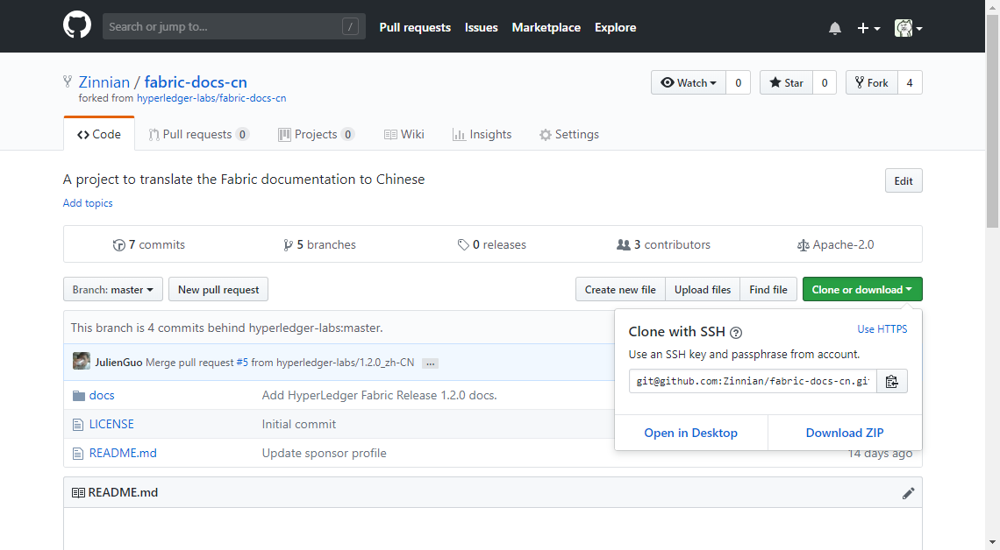 Search or jump to... /
Pull requests Issues Marketplace Explore
Zinnian / fabric-docs-cn
forked from hyperledger-labs/fabric-docs-cn
Watch 0 Star 0 Fork 4
Code Pull requests 0 Projects 0 Wiki Insights Settings
A project to translate the Fabric documentation to Chinese
Edit
Add topics
7 commits 5 branches 0 releases 3 contributors Apache-2.0
Branch: master New pull request Create new file Upload files Find file Clone or download
This branch is 4 commits behind hyperledger-labs:master.
JulienGuo Merge pull request #5 from hyperledger-labs/1.2.0_zh-CN ...
docs Add HyperLedger Fabric Release 1.2.0 docs.
LICENSE Initial commit
README.md Update sponsor profile 14 days ago
Clone with SSH ? Use HTTPS
Use an SSH key and passphrase from account.
git@github.com:Zinnian/fabric-docs-cn.gi
Open in Desktop Download ZIP
README.md